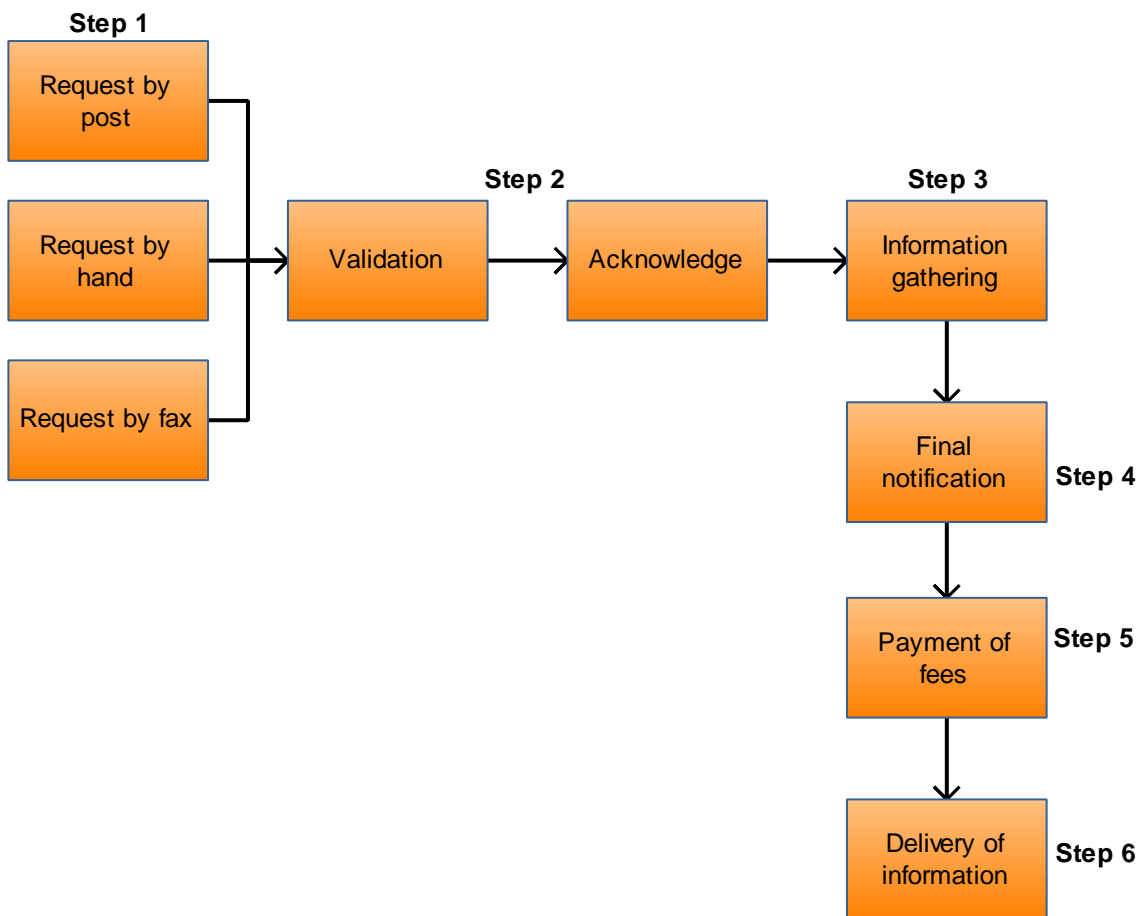 Step 1
Request by
post
Request by
hand
Request by fax
Step 2
Validation
Acknowledge
Step 3
Information
gathering
Final
notification
Step 4
Payment of
fees
Step 5
Delivery of
information
Step 6